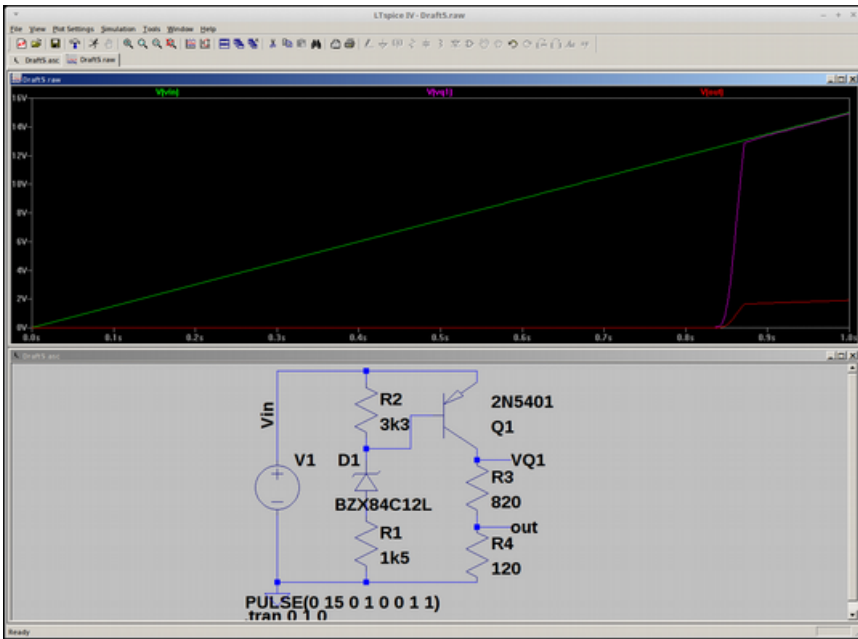 LTspice IV - Draft5.raw
File View Plot Settings Simulation Tools Window Help
Draft5.asc Draft5.raw
Draft5.raw
V(vin) V(vq1) V(out)
16V
14V
12V
10V
8V
6V
4V
2V
0V
0.0s 0.1s 0.2s 0.3s 0.4s 0.5s 0.6s 0.7s 0.8s 0.9s 1.0s
Draft5.asc
R2
3k3
2N5401
Q1
Vin
V1
D1
VQ1
R3
820
BZX84C12L
out
R1
1k5
R4
120
PULSE(0 15 0 1 0 0 1 1)
.tran 0 1 0
Ready